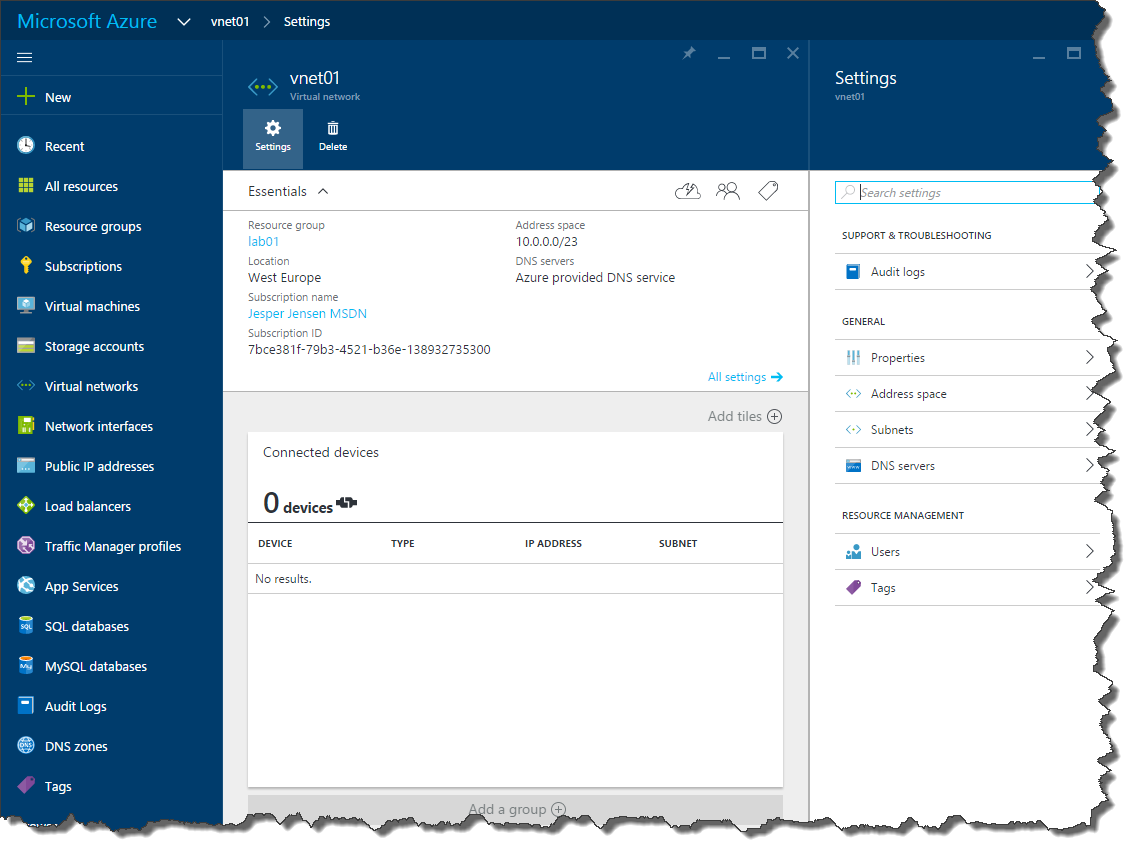 Microsoft Azure vnet01 Settings
New
Recent
All resources
Resource groups
Subscriptions
Virtual machines
Storage accounts
Virtual networks
Network interfaces
Public IP addresses
Load balancers
Traffic Manager profiles
App Services
SQL databases
MySQL databases
Audit Logs
DNS zones
Tags
vnet01
Virtual network
Settings
Delete
Essentials
Resource group
lab01
Location
West Europe
Subscription name
Jesper Jensen MSDN
Subscription ID
7bce381f-79b3-4521-b36e-138932735300
Address space
10.0.0.0/23
DNS servers
Azure provided DNS service
All settings
Add tiles
Connected devices
0 devices
DEVICE TYPE IP ADDRESS SUBNET
No results.
Add a group
Settings
vnet01
Search settings
SUPPORT & TROUBLESHOOTING
Audit logs
GENERAL
Properties
Address space
Subnets
DNS servers
RESOURCE MANAGEMENT
Users
Tags